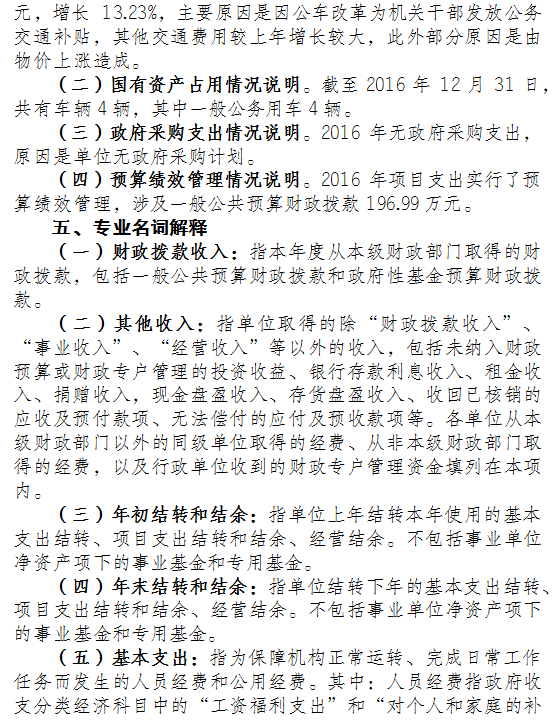 元，增长 13.23%，主要原因是因公车改革为机关干部发放公务
交通补贴，其他交通费用较上年增长较大，此外部分原因是由
物价上涨造成。
（二）国有资产占用情况说明。截至 2016 年 12 月 31 日，
共有车辆 4 辆，其中一般公务用车 4 辆。
（三）政府采购支出情况说明。2016 年无政府采购支出，
原因是单位无政府采购计划。
（四）预算绩效管理情况说明。2016 年项目支出实行了预
算绩效管理，涉及一般公共预算财政拨款 196.99 万元。
五、专业名词解释
（一）财政拨款收入：指本年度从本级财政部门取得的财
政拨款，包括一般公共预算财政拨款和政府性基金预算财政拨
款。
（二）其他收入：指单位取得的除“财政拨款收入”、
“事业收入”、“经营收入”等以外的收入，包括未纳入财政
预算或财政专户管理的投资收益、银行存款利息收入、租金收
入、捐赠收入，现金盘盈收入、存货盘盈收入、收回已核销的
应收及预付款项、无法偿付的应付及预收款项等。各单位从本
级财政部门以外的同级单位取得的经费、从非本级财政部门取
得的经费，以及行政单位收到的财政专户管理资金填列在本项
内。
（三）年初结转和结余：指单位上年结转本年使用的基本
支出结转、项目支出结转和结余、经营结余。不包括事业单位
净资产项下的事业基金和专用基金。
（四）年末结转和结余：指单位结转下年的基本支出结转、
项目支出结转和结余、经营结余。不包括事业单位净资产项下
的事业基金和专用基金。
（五）基本支出：指为保障机构正常运转、完成日常工作
任务而发生的人员经费和公用经费。其中：人员经费指政府收
支分类经济科目中的“工资福利支出”和“对个人和家庭的补